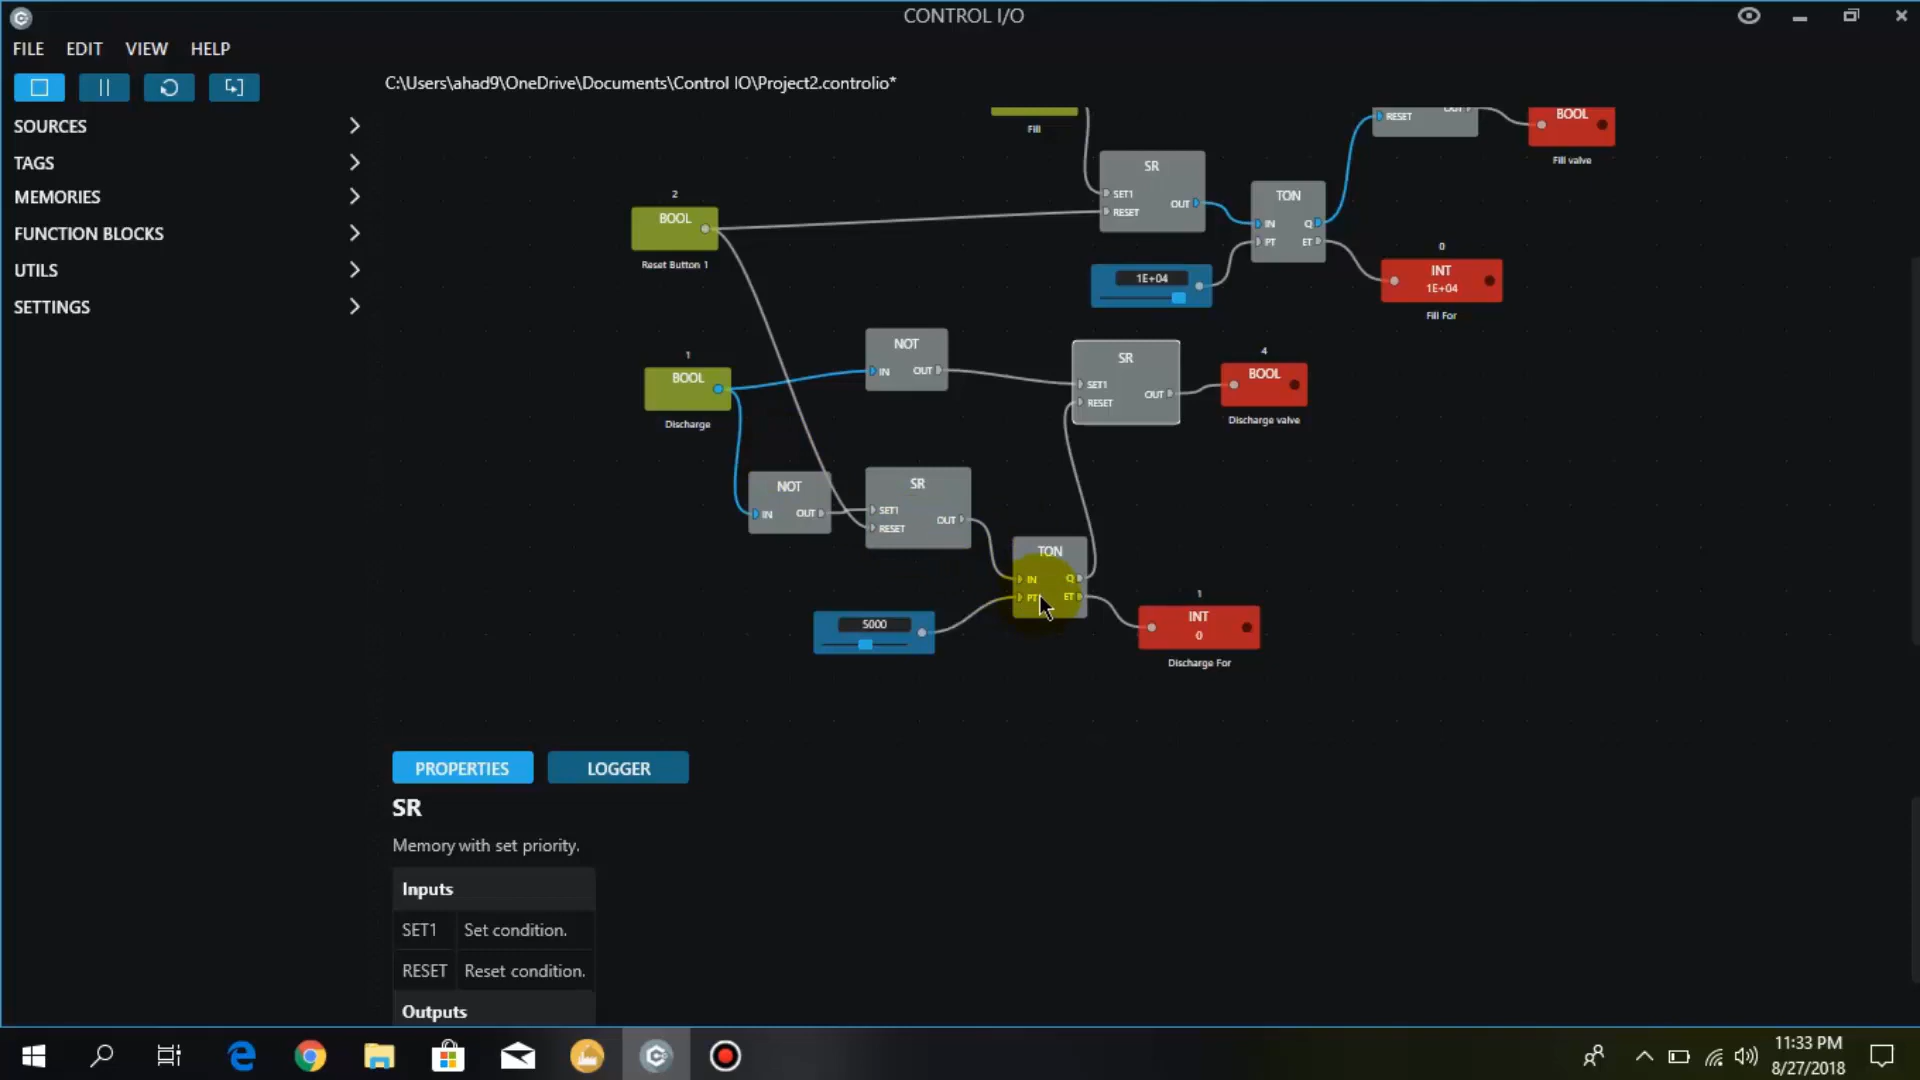 CONTROL I/O
FILE EDIT VIEW HELP
C:\Users\ahad9\OneDrive\Documents\Control IO\Project2.controlio*
SOURCES
TAGS
MEMORIES
FUNCTION BLOCKS
UTILS
SETTINGS
Fill
RESET OUT
BOOL
Fill valve
SR
SET1
RESET OUT
TON
IN Q
PT ET
2
BOOL
Reset Button 1
1E+04
0
INT
1E+04
Fill For
NOT
IN OUT
1
BOOL
Discharge
SR
SET1
RESET OUT
4
BOOL
Discharge valve
NOT
IN OUT
SR
SET1
RESET OUT
TON
IN Q
PT ET
5000
1
INT
0
Discharge For
PROPERTIES LOGGER
SR
Memory with set priority.
Inputs
SET1 Set condition.
RESET Reset condition.
Outputs
11:33 PM
8/27/2018